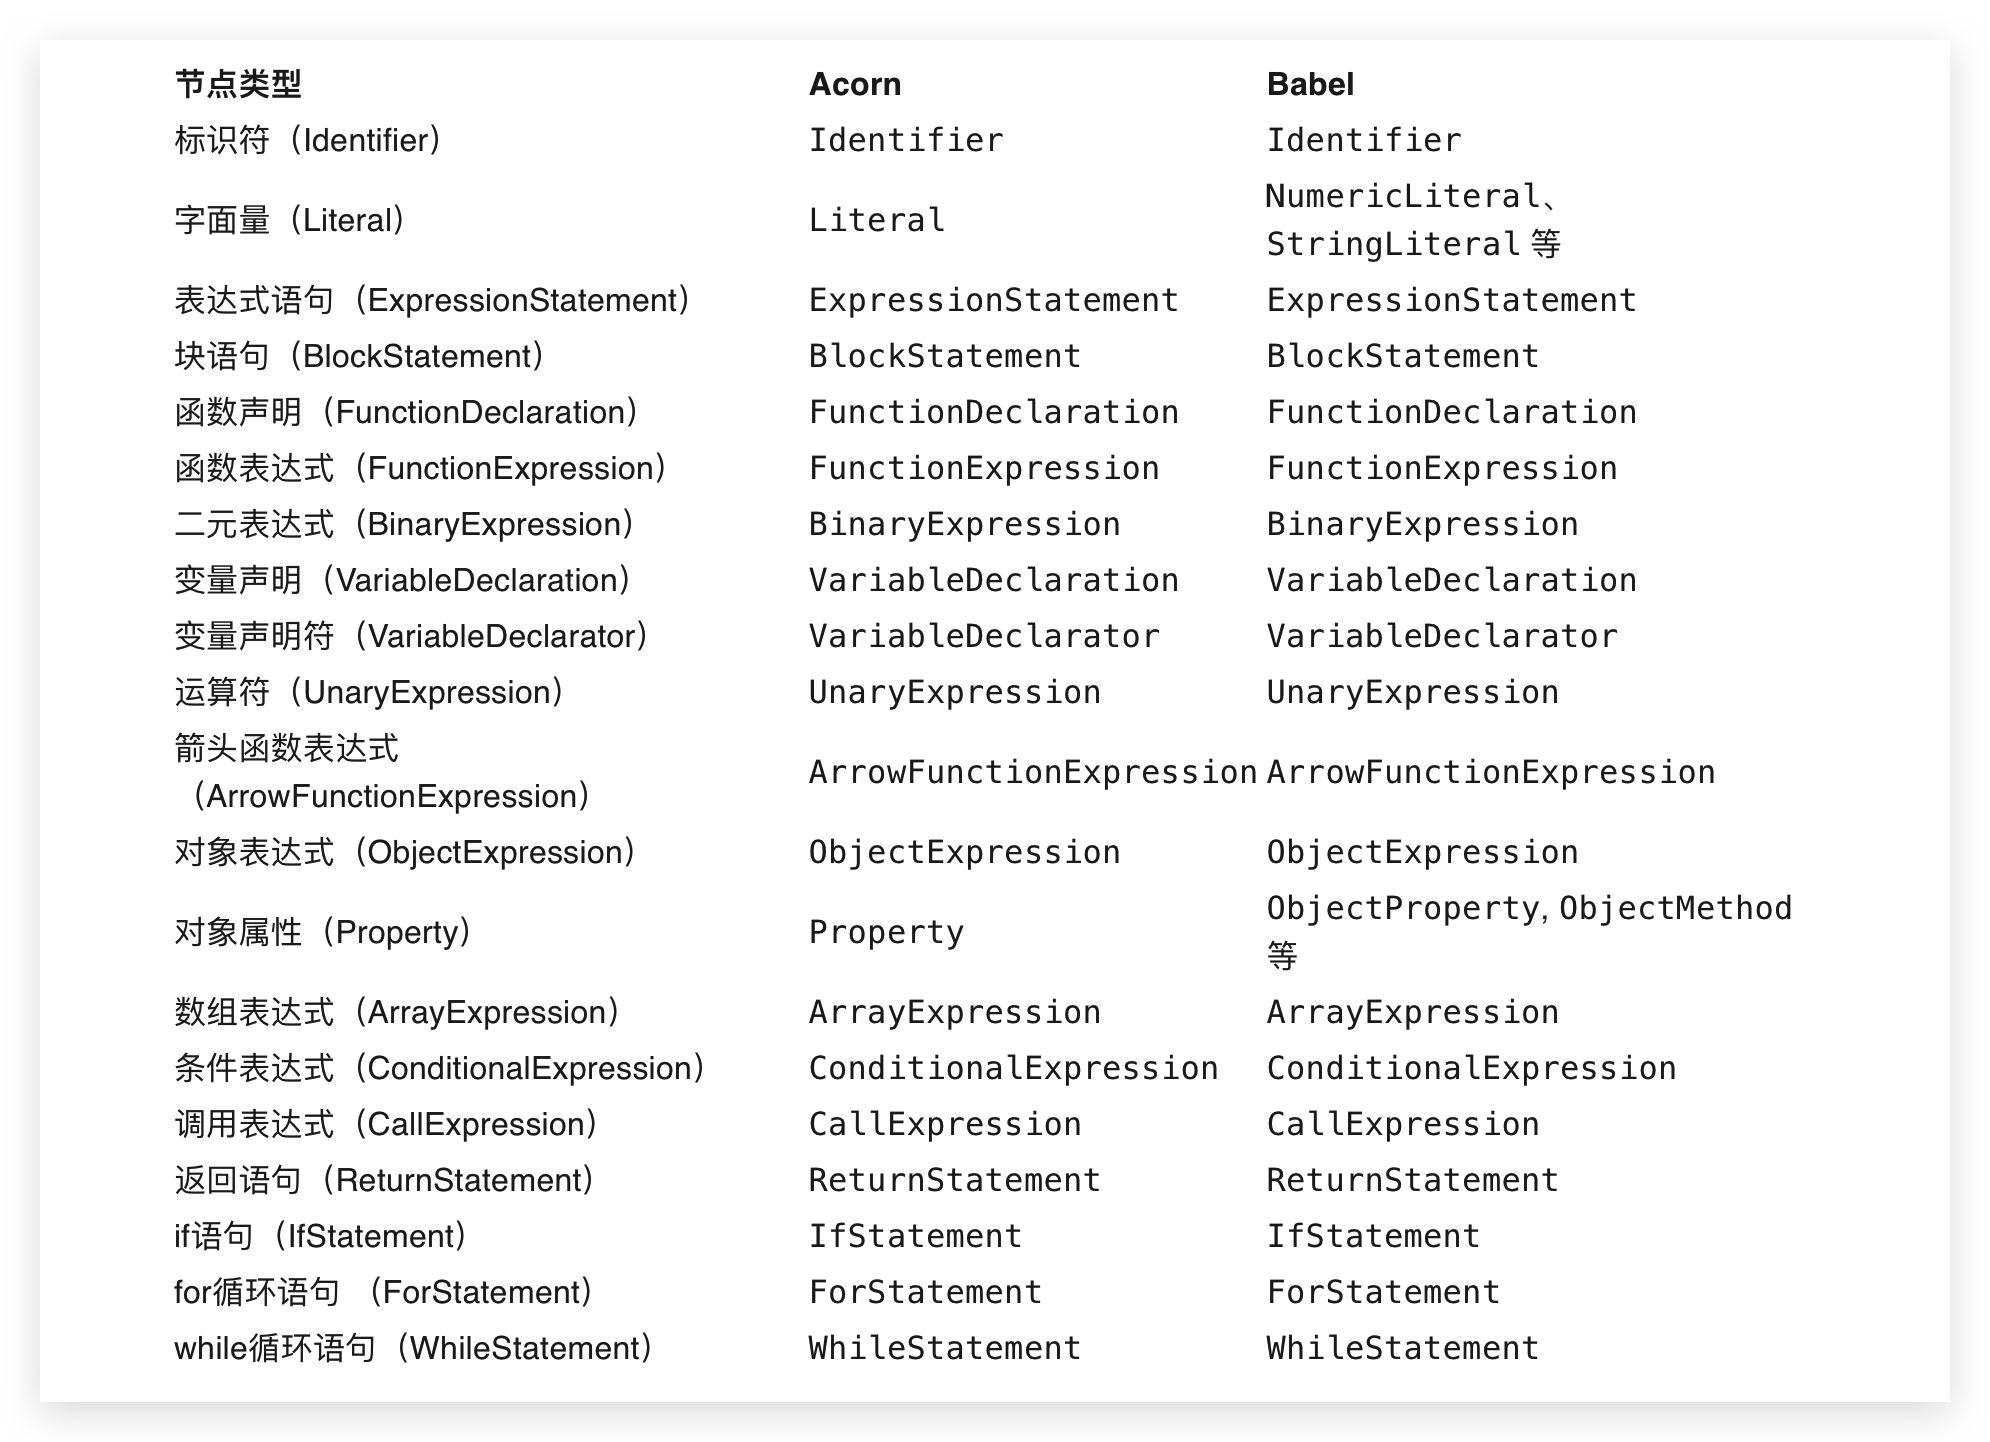 节点类型 Acorn Babel
标识符（Identifier） Identifier Identifier
字面量（Literal） Literal NumericLiteral、
StringLiteral 等
表达式语句（ExpressionStatement） ExpressionStatement ExpressionStatement
块语句（BlockStatement） BlockStatement BlockStatement
函数声明（FunctionDeclaration） FunctionDeclaration FunctionDeclaration
函数表达式（FunctionExpression） FunctionExpression FunctionExpression
二元表达式（BinaryExpression） BinaryExpression BinaryExpression
变量声明（VariableDeclaration） VariableDeclaration VariableDeclaration
变量声明符（VariableDeclarator） VariableDeclarator VariableDeclarator
运算符（UnaryExpression） UnaryExpression UnaryExpression
箭头函数表达式
（ArrowFunctionExpression） ArrowFunctionExpression ArrowFunctionExpression
对象表达式（ObjectExpression） ObjectExpression ObjectExpression
对象属性（Property） Property ObjectProperty, ObjectMethod
等
数组表达式（ArrayExpression） ArrayExpression ArrayExpression
条件表达式（ConditionalExpression） ConditionalExpression ConditionalExpression
调用表达式（CallExpression） CallExpression CallExpression
返回语句（ReturnStatement） ReturnStatement ReturnStatement
if语句（IfStatement） IfStatement IfStatement
for循环语句 （ForStatement） ForStatement ForStatement
while循环语句（WhileStatement） WhileStatement WhileStatement